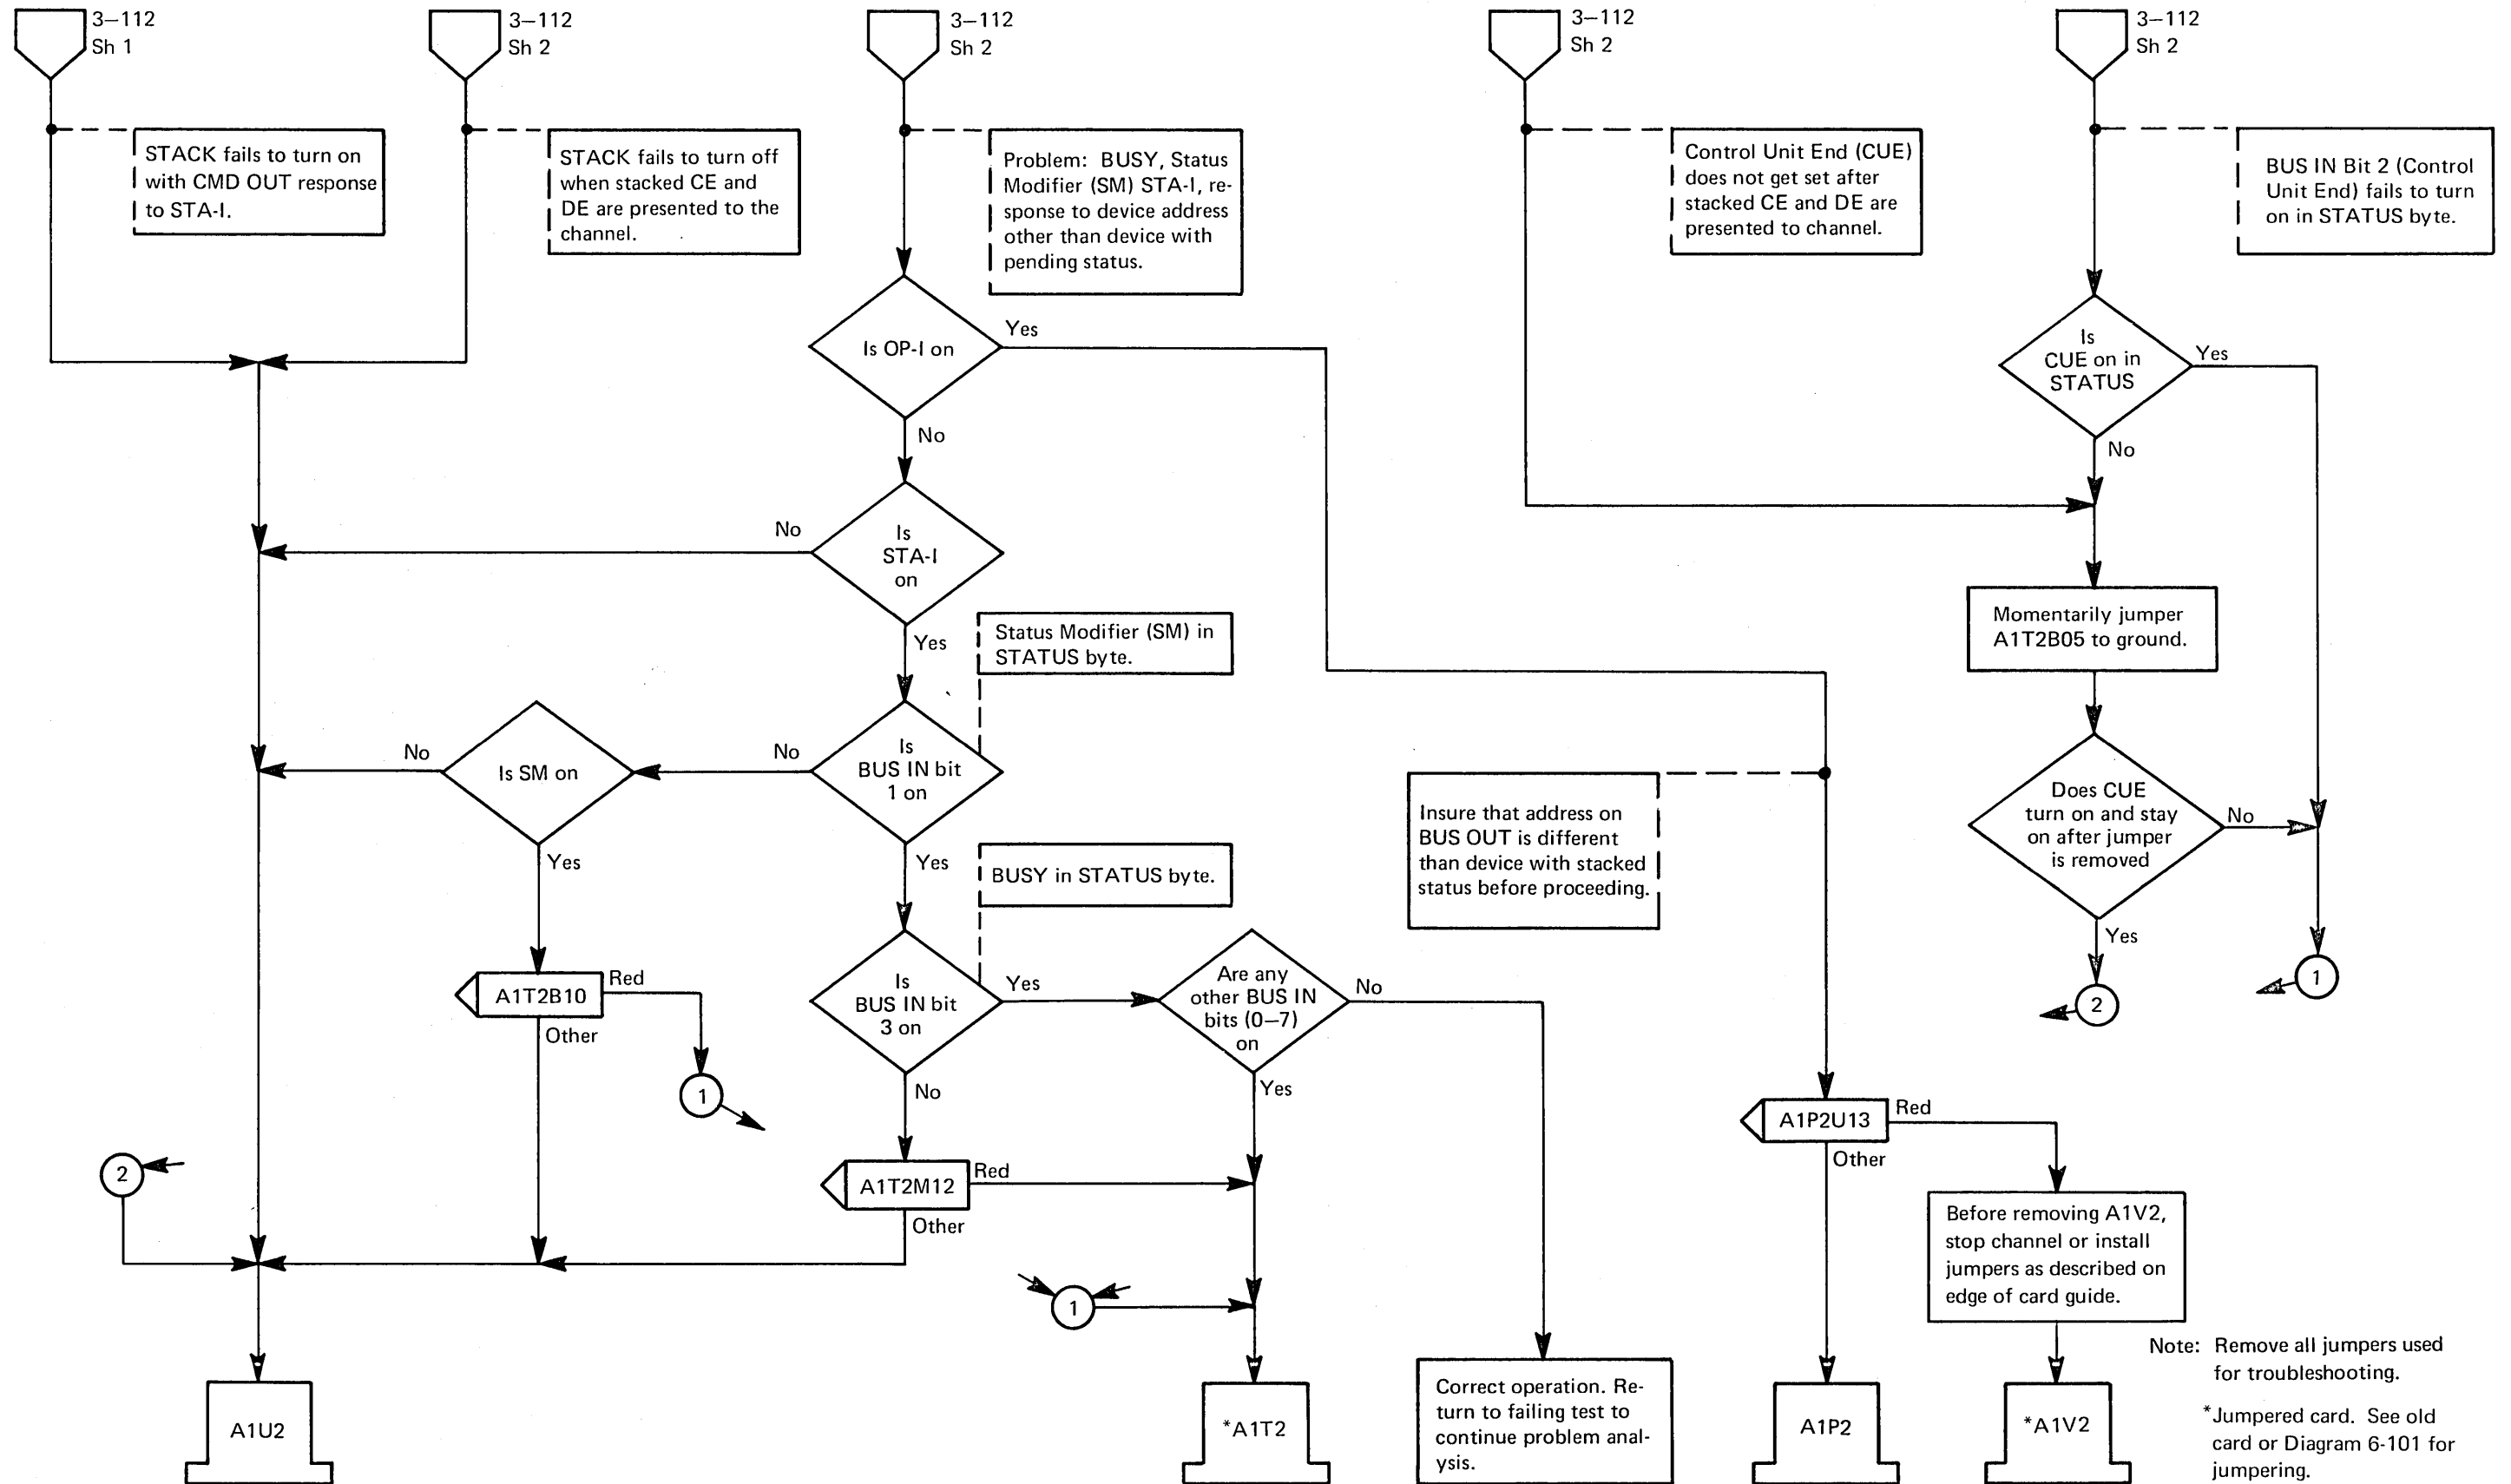 3–112
Sh 1
3–112
Sh 2
3–112
Sh 2
3–112
Sh 2
3–112
Sh 2
STACK fails to turn on
with CMD OUT response
to STA-I.
STACK fails to turn off
when stacked CE and
DE are presented to the
channel.
Problem: BUSY, Status
Modifier (SM) STA-I, re-
sponse to device address
other than device with
pending status.
Control Unit End (CUE)
does not get set after
stacked CE and DE are
presented to channel.
BUS IN Bit 2 (Control
Unit End) fails to turn
on in STATUS byte.
Is OP-I on
Yes
No
Is
CUE on in
STATUS
Yes
No
Is
STA-I
on
No
Yes
Momentarily jumper
A1T2B05 to ground.
Status Modifier (SM) in
STATUS byte.
Is
BUS IN bit
1 on
No
Yes
Is SM on
No
Yes
Does CUE
turn on and stay
on after jumper
is removed
No
Yes
Insure that address on
BUS OUT is different
than device with stacked
status before proceeding.
BUSY in STATUS byte.
Is
BUS IN bit
3 on
Yes
No
Are any
other BUS IN
bits (0–7)
on
No
Yes
A1T2B10
Red
Other
1
2
1
2
A1T2M12
Red
Other
A1P2U13
Red
Other
Before removing A1V2,
stop channel or install
jumpers as described on
edge of card guide.
1
A1U2
*A1T2
Correct operation. Re-
turn to failing test to
continue problem anal-
ysis.
A1P2
*A1V2
Note: Remove all jumpers used
for troubleshooting.
*Jumpered card. See old
card or Diagram 6-101 for
jumpering.